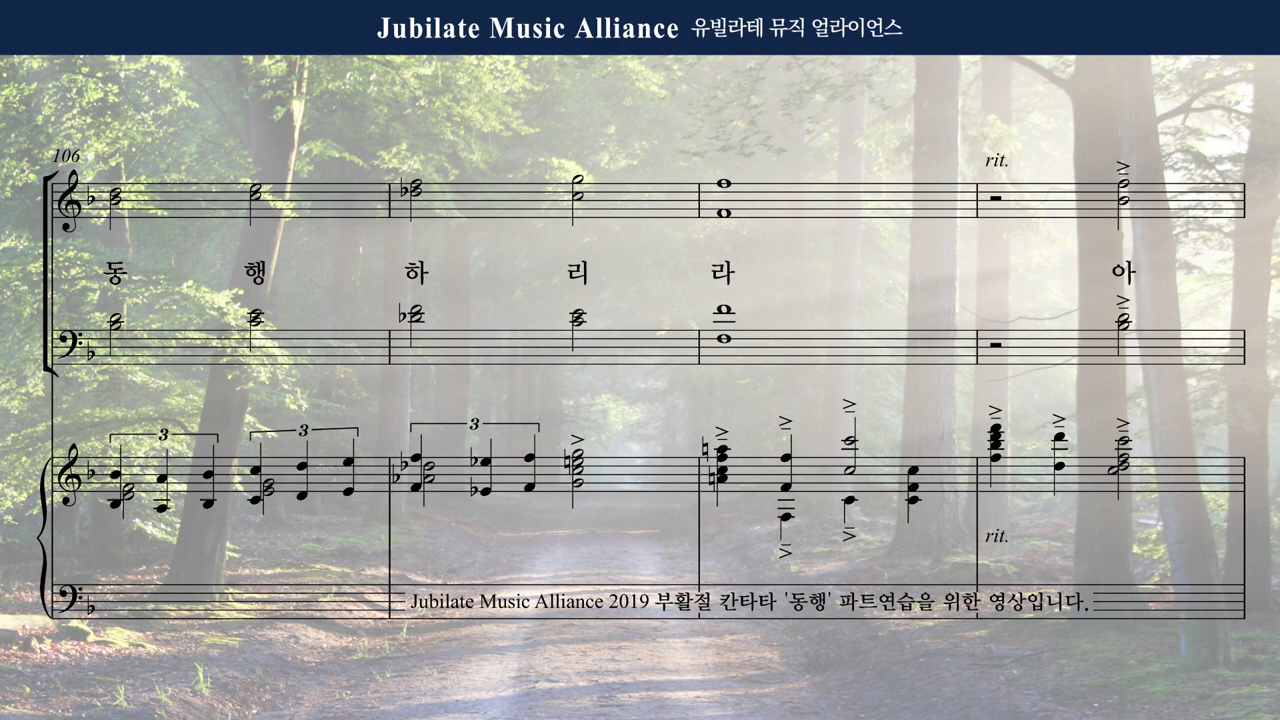 Jubilate Music Alliance 유빌라테 뮤직 얼라이언스
106
rit.
동 행 하 리 라 아
3 3 3
rit.
Jubilate Music Alliance 2019 부활절 칸타타 '동행' 파트연습을 위한 영상입니다.